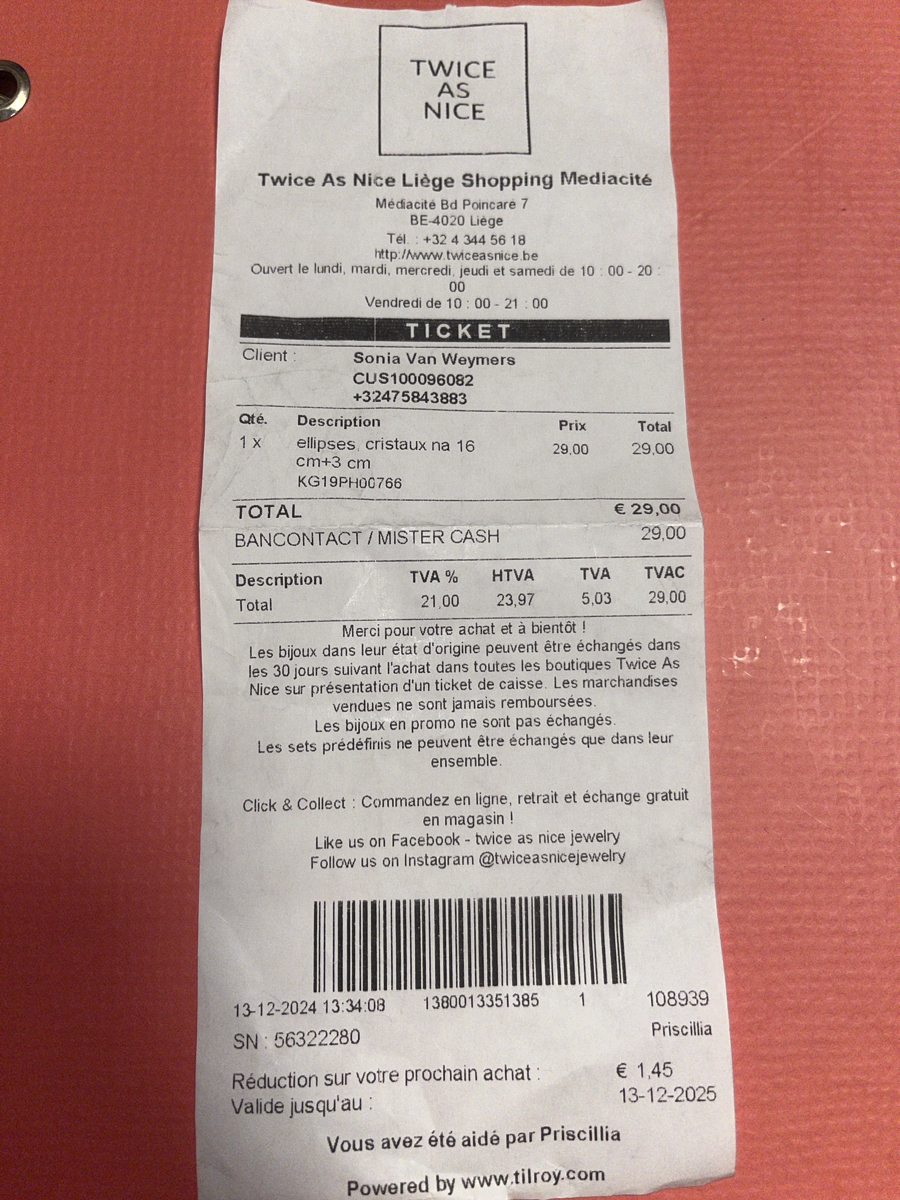 TWICE
AS
NICE
Twice As Nice Liège Shopping Mediacité
Médiacité Bd Poincaré 7
BE-4020 Liège
Tél. : +32 4 344 56 18
http://www.twiceasnice.be
Ouvert le lundi, mardi, mercredi, jeudi et samedi de 10 : 00 - 20 :
00
Vendredi de 10 : 00 - 21 : 00
TICKET
Client : Sonia Van Weymers
CUS100096082
+32475843883
Qté. Description Prix Total
1 x ellipses, cristaux na 16 29,00 29,00
cm+3 cm
KG19PH00766
TOTAL € 29,00
BANCONTACT / MISTER CASH 29,00
Description TVA % HTVA TVA TVAC
Total 21,00 23,97 5,03 29,00
Merci pour votre achat et à bientôt !
Les bijoux dans leur état d'origine peuvent être échangés dans
les 30 jours suivant l'achat dans toutes les boutiques Twice As
Nice sur présentation d'un ticket de caisse. Les marchandises
vendues ne sont jamais remboursées.
Les bijoux en promo ne sont pas échangés.
Les sets prédéfinis ne peuvent être échangés que dans leur
ensemble.
Click & Collect : Commandez en ligne, retrait et échange gratuit
en magasin !
Like us on Facebook - twice as nice jewelry
Follow us on Instagram @twiceasnicejewelry
13-12-2024 13:34:08 1380013351385 1 108939
SN : 56322280 Priscillia
Réduction sur votre prochain achat : € 1,45
Valide jusqu'au : 13-12-2025
Vous avez été aidé par Priscillia
Powered by www.tilroy.com